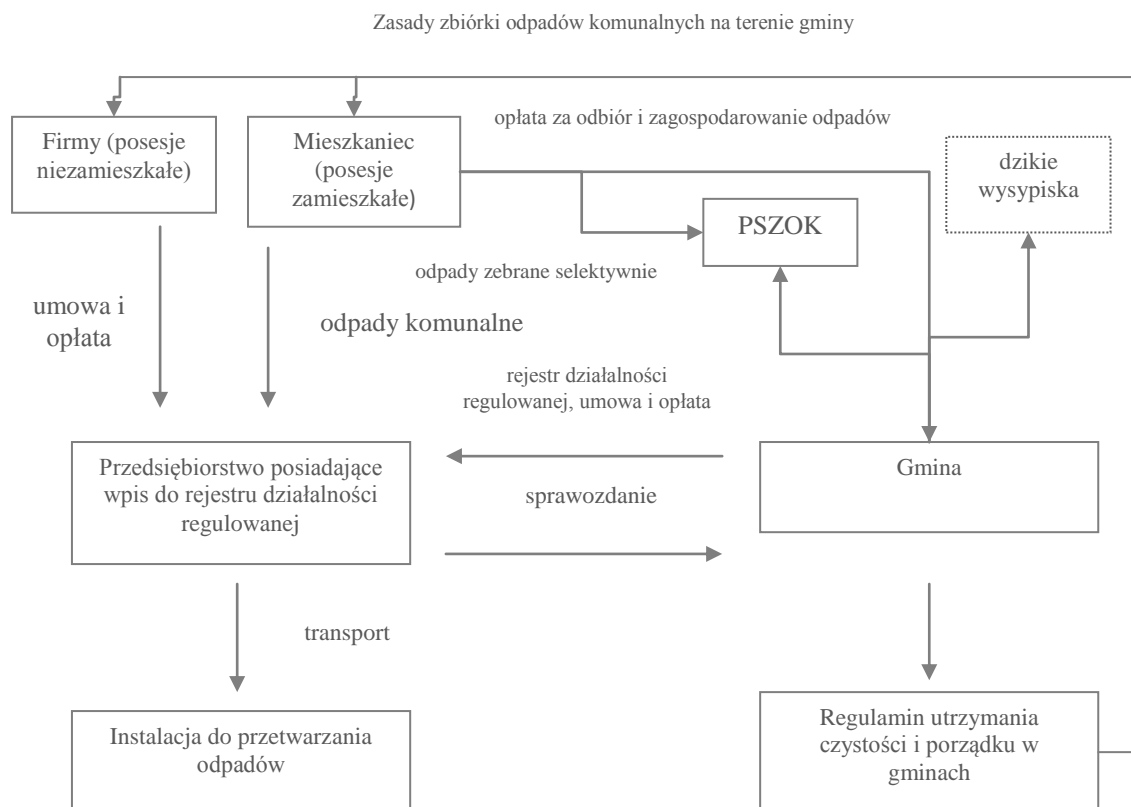 Zasady zbiórki odpadów komunalnych na terenie gminy
Firmy (posesje
niezamieszkałe)
Mieszkaniec
(posesje
zamieszkałe)
opłata za odbiór i zagospodarowanie odpadów
dzikie
wysypiska
PSZOK
odpady zebrane selektywnie
umowa i
opłata
odpady komunalne
rejestr działalności
regulowanej, umowa i opłata
Przedsiębiorstwo posiadające
wpis do rejestru działalności
regulowanej
sprawozdanie
Gmina
transport
Instalacja do przetwarzania
odpadów
Regulamin utrzymania
czystości i porządku w
gminach